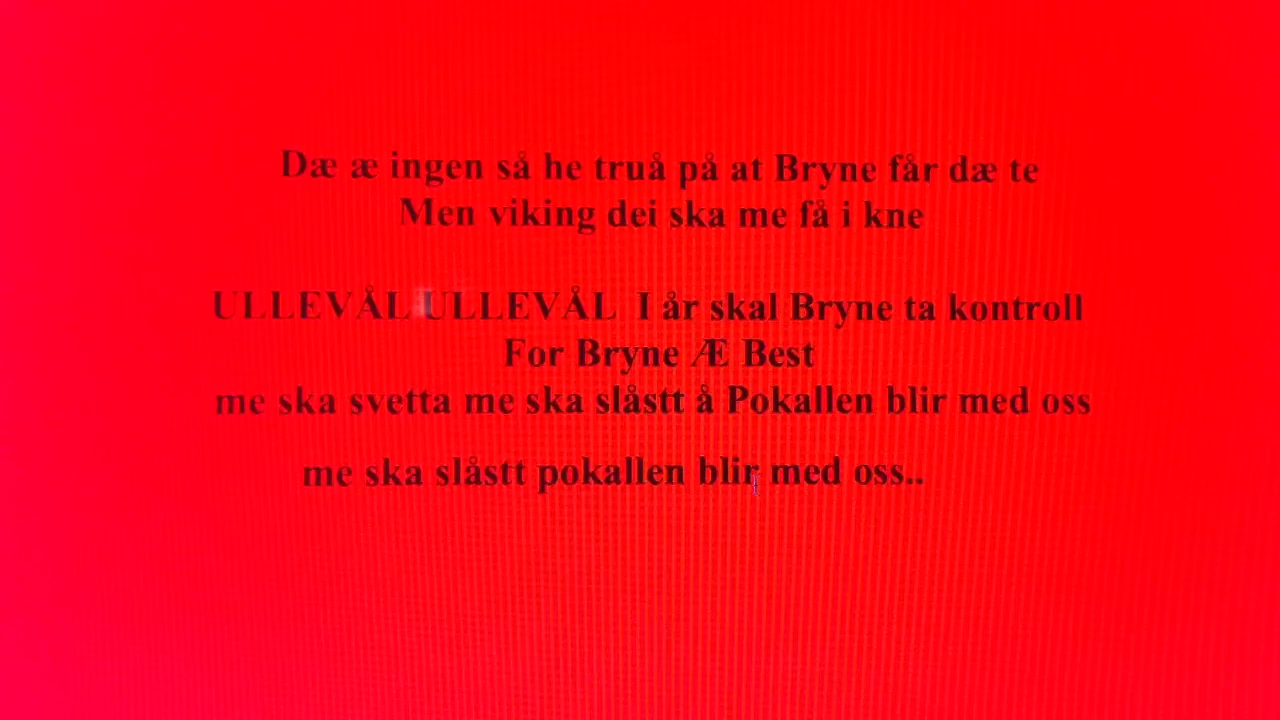 Dæ æ ingen så he truå på at Bryne får dæ te
Men viking dei ska me få i kne
ULLEVÅL ULLEVÅL I år skal Bryne ta kontroll
For Bryne Æ Best
me ska svetta me ska slåstt å Pokallen blir med oss
me ska slåstt pokallen blir med oss..